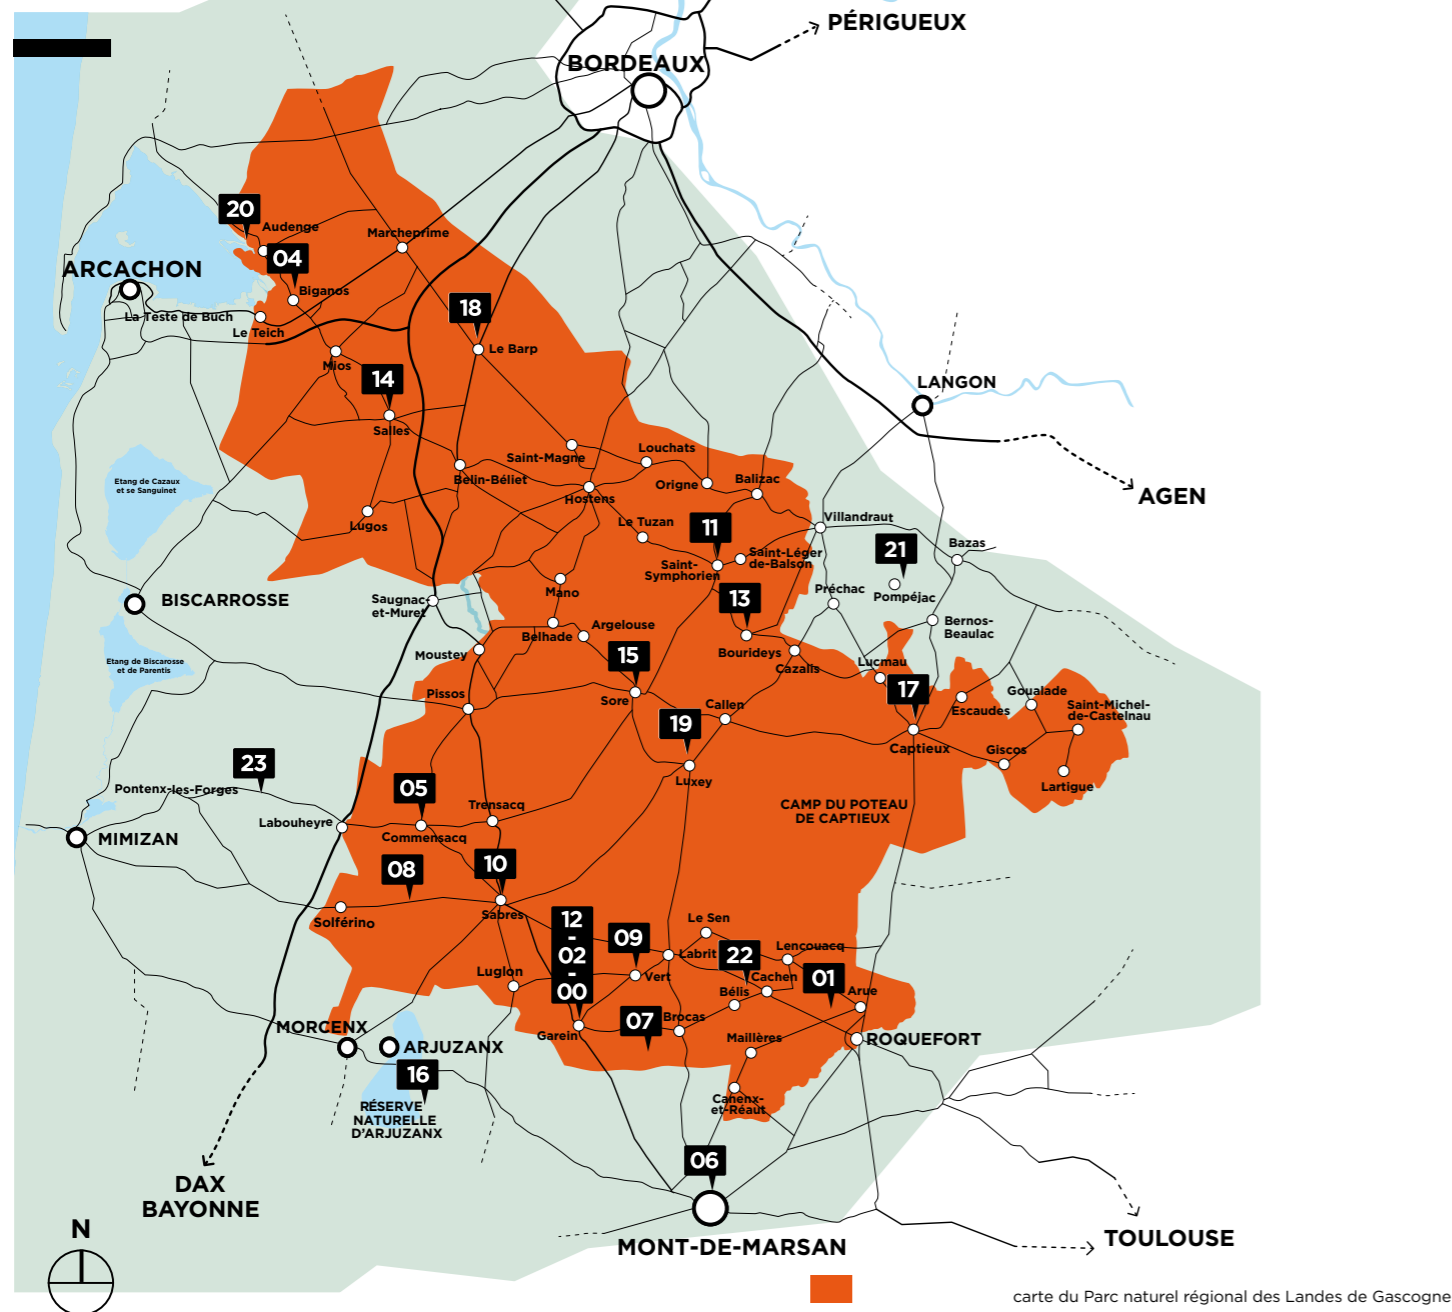 PÉRIGUEUX
BORDEAUX
20
Audenge
Marcheprime
04
ARCACHON
Biganos
La Teste de Buch
Le Teich
18
Le Barp
Mios
14
Salles
LANGON
Saint-Magne
Louchats
Belin-Béliet
Origne
Balizac
Hostens
Etang de Cazaux
et se Sanguinet
AGEN
Lugos
Le Tuzan
11
Villandraut
Saint-
Symphorien
Saint-Léger
de-Balson
21
Bazas
Pompéjac
Préchac
Mano
13
BISCARROSSE
Saugnac-
et-Muret
Bernos-
Beaulac
Belhade
Argelouse
Bourideys
Cazalis
Lucmau
Moustey
15
Etang de Biscarosse
et de Parentis
Pissos
Sore
17
Escaudes
Goualade
Saint-Michel-
de-Castelnau
19
Callen
Captieux
Giscos
Luxey
Lartigue
23
Pontenx-les-Forges
05
Trensacq
CAMP DU POTEAU
DE CAPTIEUX
Labouheyre
Commensacq
MIMIZAN
08
10
Solférino
Sabres
12
-
02
-
00
09
Le Sen
Labrit
22
Lencouacq
Luglon
Vert
Cachen
01
Bélis
Arue
Garein
07
Brocas
MORCENX
ARJUZANX
Maillères
ROQUEFORT
16
RÉSERVE
NATURELLE
D'ARJUZANX
Canenx-
et-Réaut
06
DAX
BAYONNE
N
MONT-DE-MARSAN
TOULOUSE
carte du Parc naturel régional des Landes de Gascogne